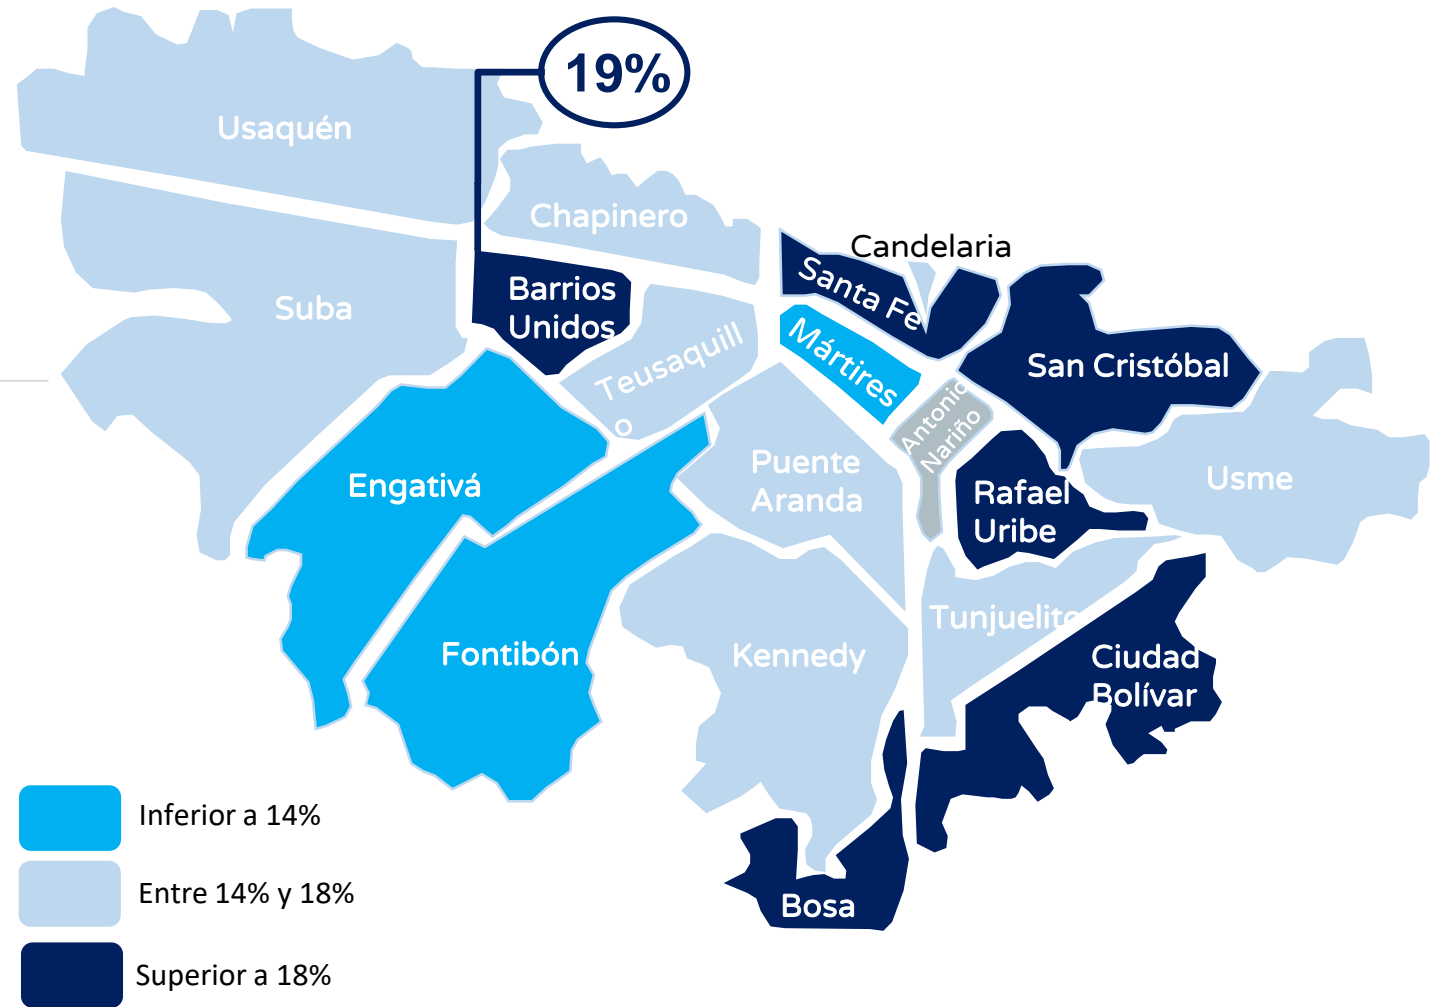 19%
Usaquén
Chapinero
Candelaria
Santa Fe
Barrios
Unidos
Suba
Teusaquill
o
Mártires
San Cristóbal
Antonio
Nariño
Puente
Aranda
Engativá
Rafael
Uribe
Usme
Tunjuelito
Fontibón
Kennedy
Ciudad
Bolívar
Bosa
Inferior a 14%
Entre 14% y 18%
Superior a 18%